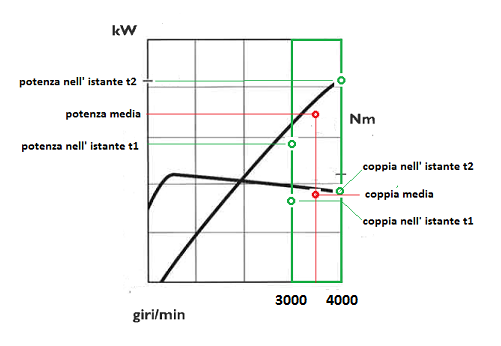 kW
potenza nell' istante t2
potenza media
Nm
potenza nell' istante t1
coppia nell' istante t2
coppia media
coppia nell' istante t1
3000 4000
giri/min